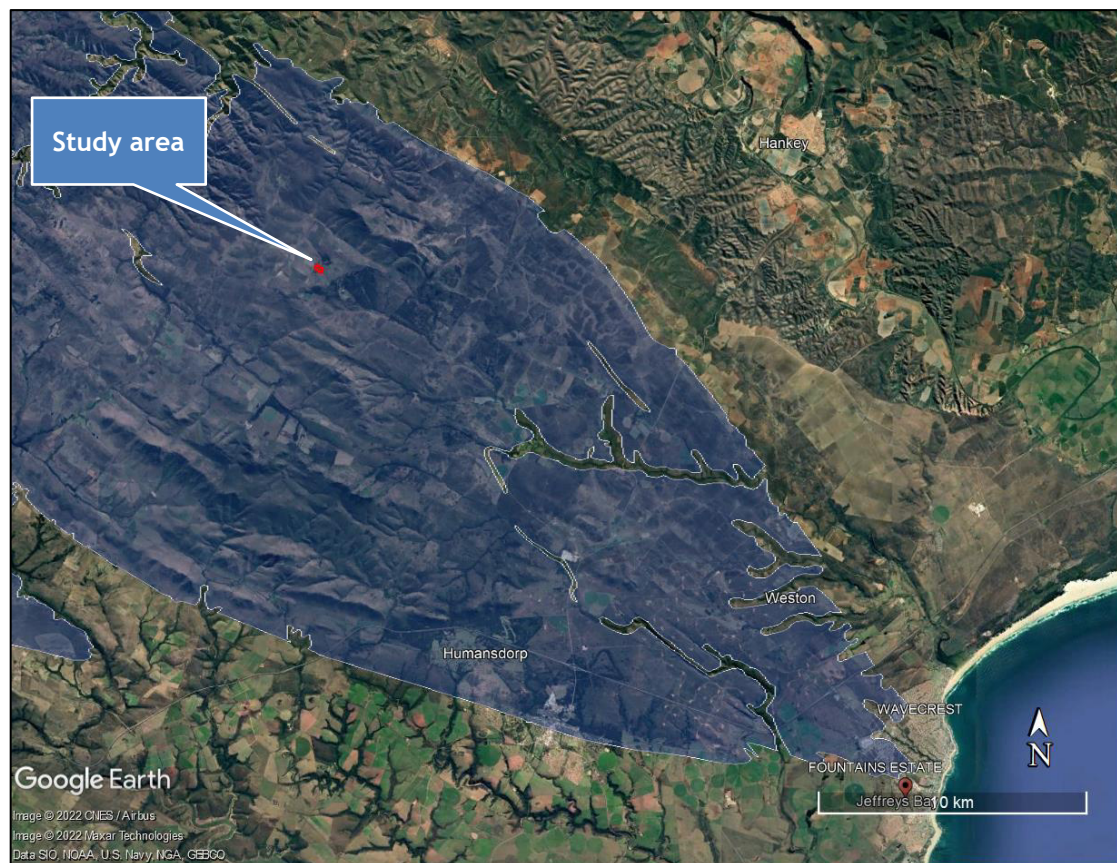 Study area
Hankey
Weston
Humansdorp
WAVECREST
N
FOUNTAINS ESTATE
Jeffreys Ba
10 km
Google Earth
Image © 2022 CNES / Airbus
Image © 2022 Maxar Technologies
Data SIO, NOAA, U.S. Navy, NGA, GEBCO